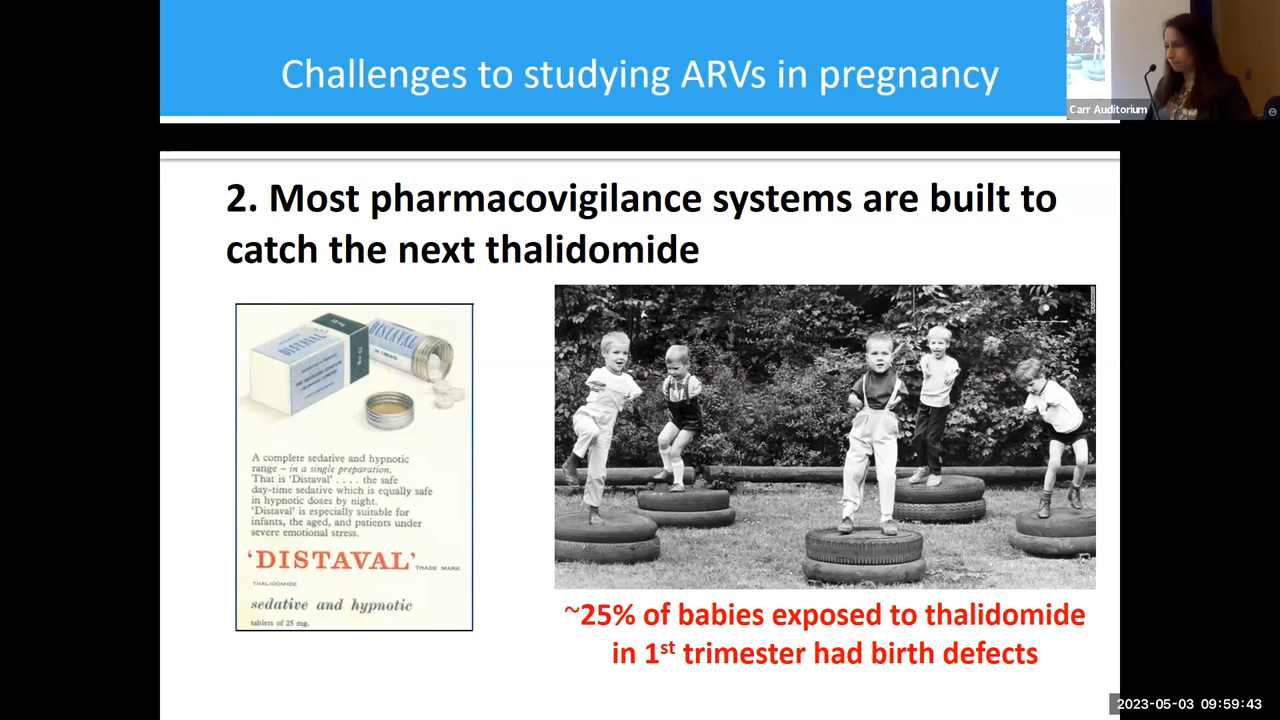 Challenges to studying ARVs in pregnancy
Carr Auditorium
2. Most pharmacovigilance systems are built to
catch the next thalidomide
DISTAVAL
DISTAVAL
A complete sedative and hypnotic
range – in a single preparation.
That is 'Distaval' . . . . the safe
day-time sedative which is equally safe
in hypnotic doses by night.
'Distaval' is especially suitable for
infants, the aged, and patients under
severe emotional stress.
'DISTAVAL' TRADE MARK
THALIDOMIDE
sedative and hypnotic
tablets of 25 mg.
~25% of babies exposed to thalidomide
in 1st trimester had birth defects
2023-05-03 09:59:43